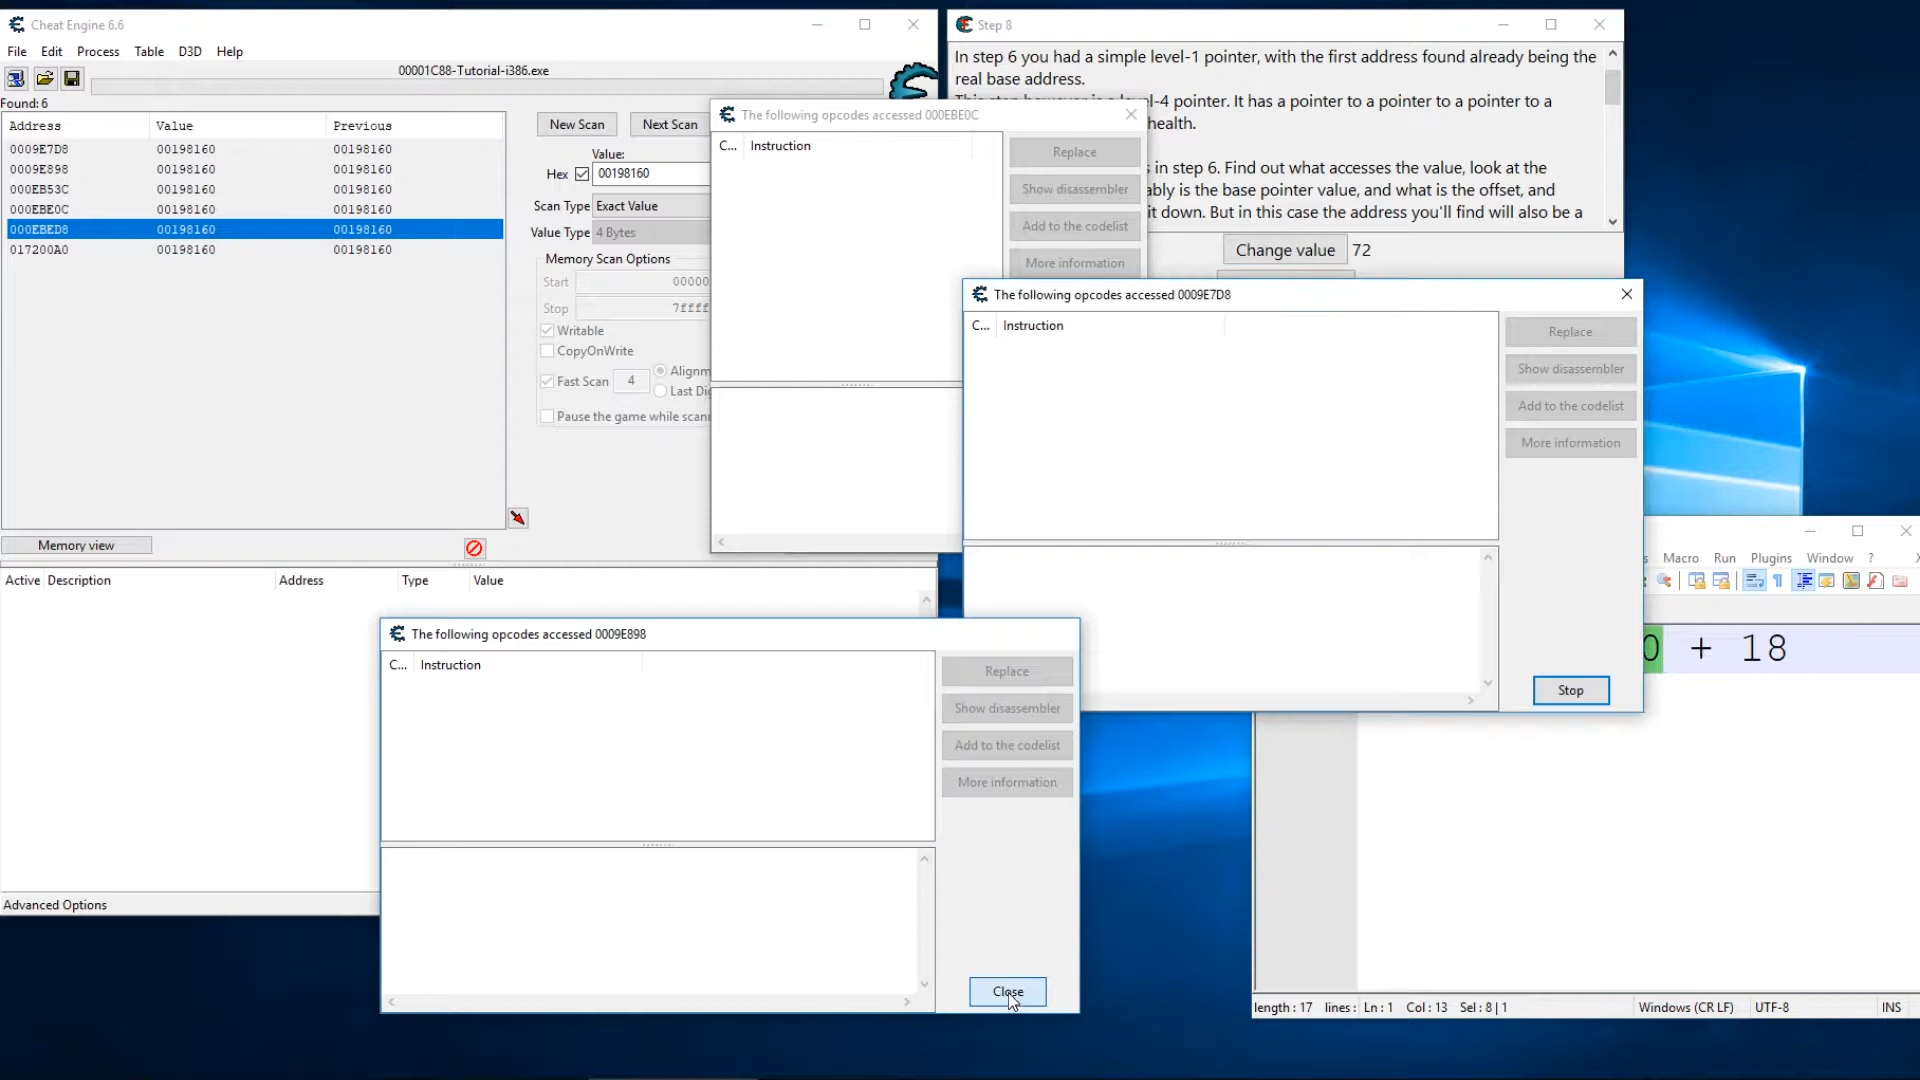 Cheat Engine 6.6
File Edit Process Table D3D Help
00001C88-Tutorial-i386.exe
Found: 6
Address Value Previous
0009E7D8 00198160 00198160
0009E898 00198160 00198160
000EB53C 00198160 00198160
000EBE0C 00198160 00198160
000EBED8 00198160 00198160
017200A0 00198160 00198160
New Scan Next Scan
Value:
Hex 00198160
Scan Type Exact Value
Value Type 4 Bytes
Memory Scan Options
Start 00000
Stop 7ffff
Writable
CopyOnWrite
Fast Scan 4 Alignm
Last Di
Pause the game while scan
Memory view
Active Description Address Type Value
Advanced Options
Step 8
In step 6 you had a simple level-1 pointer, with the first address found already being the
real base address.
level-4 pointer. It has a pointer to a pointer to a pointer to a
health.
s in step 6. Find out what accesses the value, look at the
ably is the base pointer value, and what is the offset, and
it down. But in this case the address you'll find will also be a
Change value 72
The following opcodes accessed 000EBE0C
C... Instruction
Replace
Show disassembler
Add to the codelist
More information
The following opcodes accessed 0009E7D8
C... Instruction
Replace
Show disassembler
Add to the codelist
More information
Stop
The following opcodes accessed 0009E898
C... Instruction
Replace
Show disassembler
Add to the codelist
More information
Close
s Macro Run Plugins Window ?
0 + 18
length : 17 lines : Ln : 1 Col : 13 Sel : 8 | 1 Windows (CR LF) UTF-8 INS